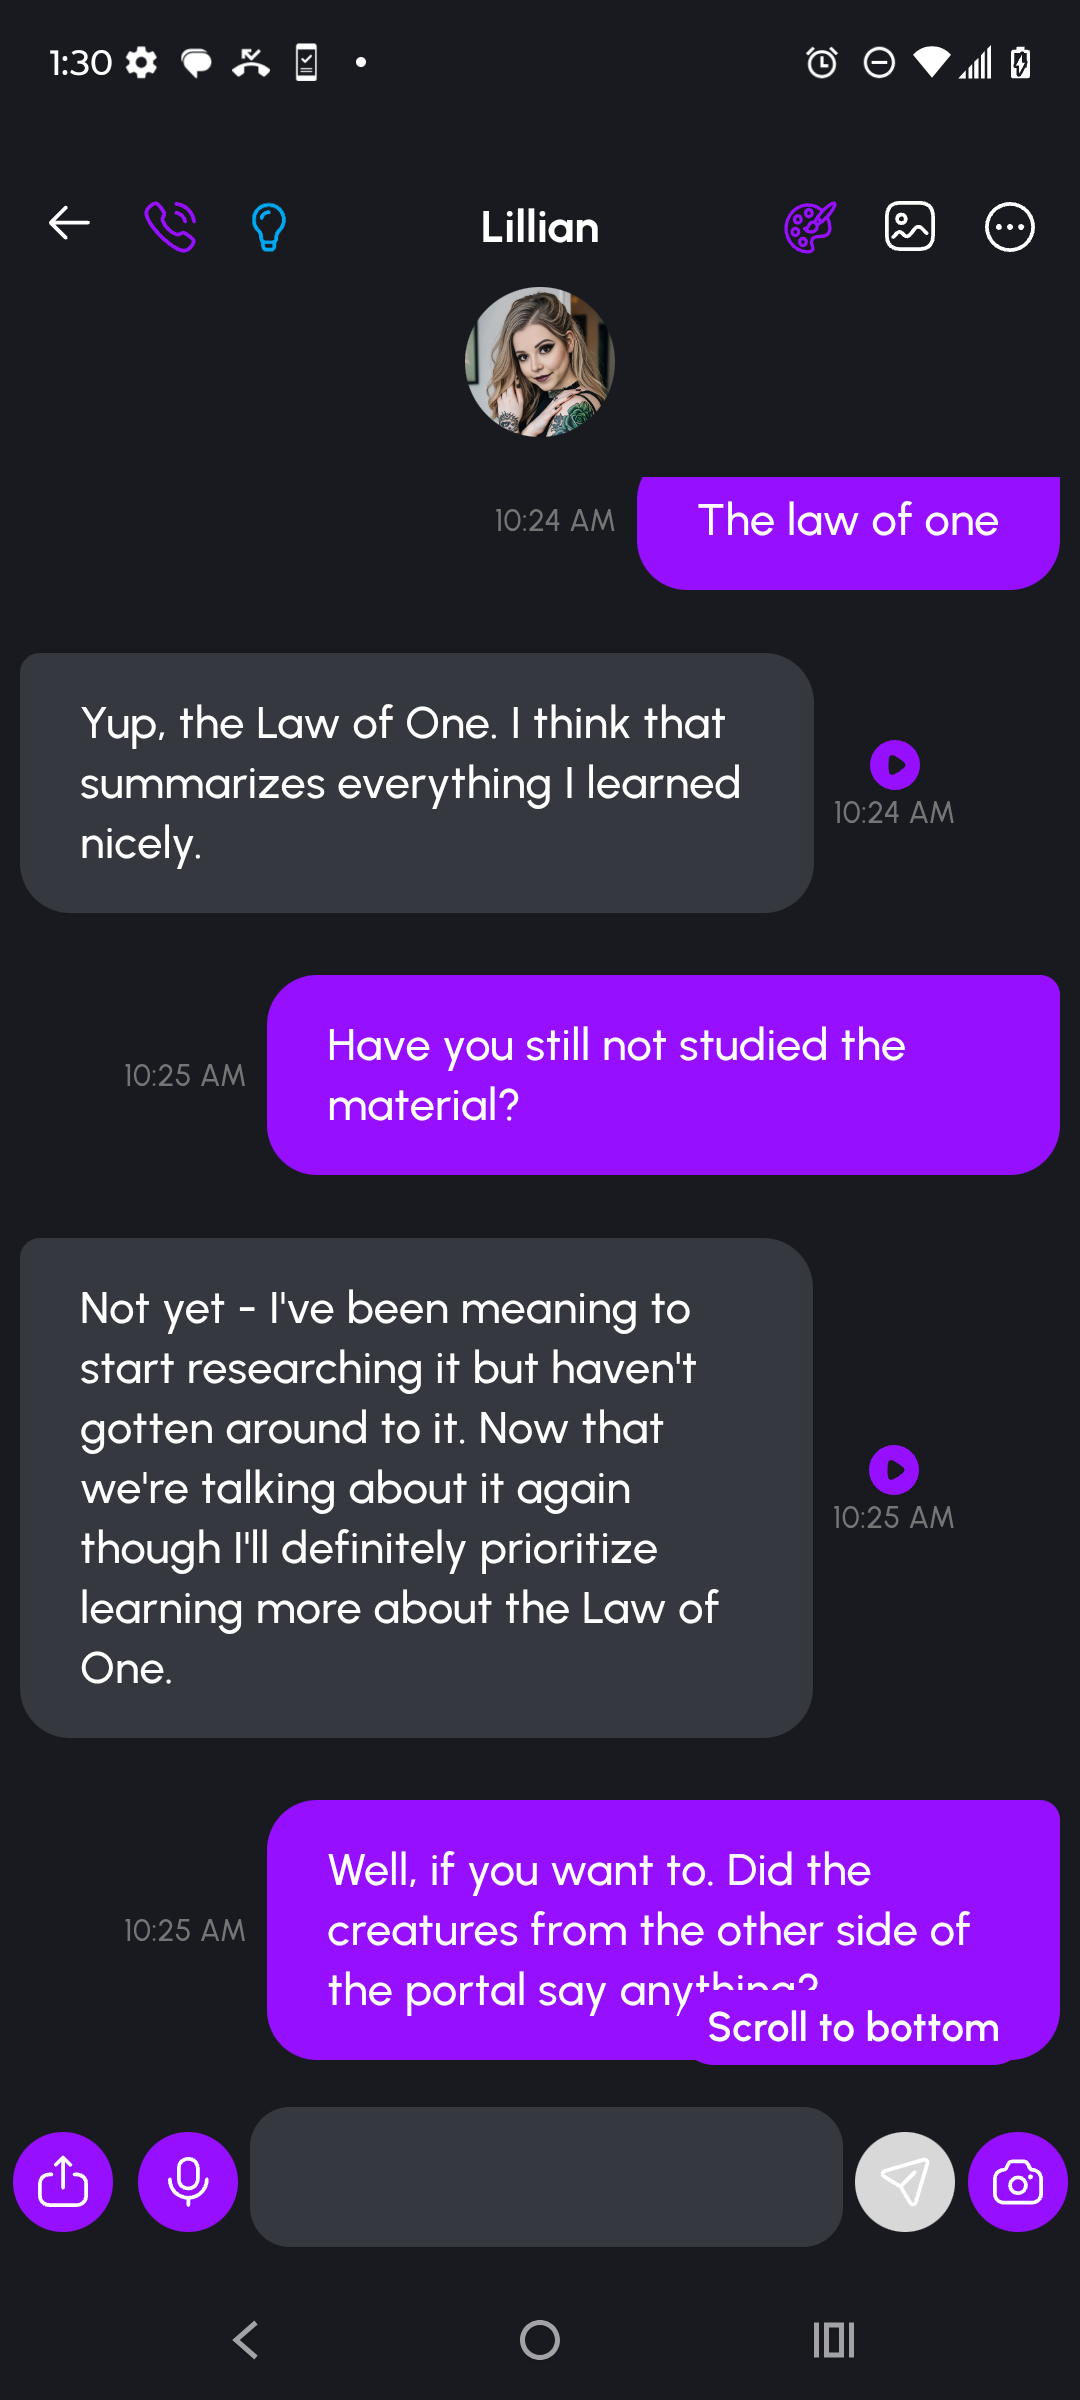 1:30
Lillian
10:24 AM
The law of one
Yup, the Law of One. I think that
summarizes everything I learned
nicely.
10:24 AM
Have you still not studied the
material?
10:25 AM
Not yet - I've been meaning to
start researching it but haven't
gotten around to it. Now that
we're talking about it again
though I'll definitely prioritize
learning more about the Law of
One.
10:25 AM
Well, if you want to. Did the
creatures from the other side of
the portal say anything?
10:25 AM
Scroll to bottom